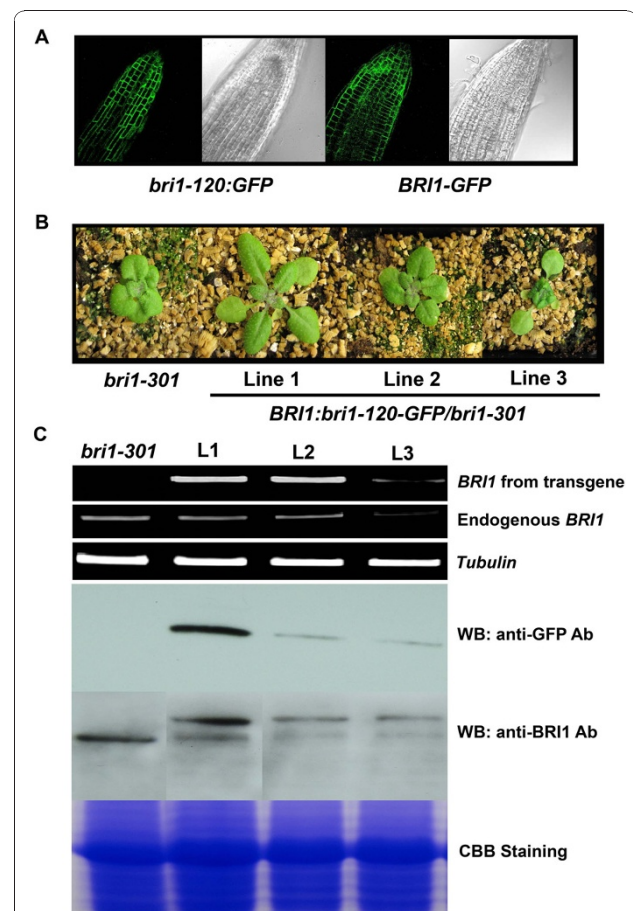 A
bri1-120:GFP BRI1-GFP
B
bri1-301 Line 1 Line 2 Line 3
BRI1:bri1-120-GFP/bri1-301
C
bri1-301 L1 L2 L3
BRI1 from transgene
Endogenous BRI1
Tubulin
WB: anti-GFP Ab
WB: anti-BRI1 Ab
CBB Staining